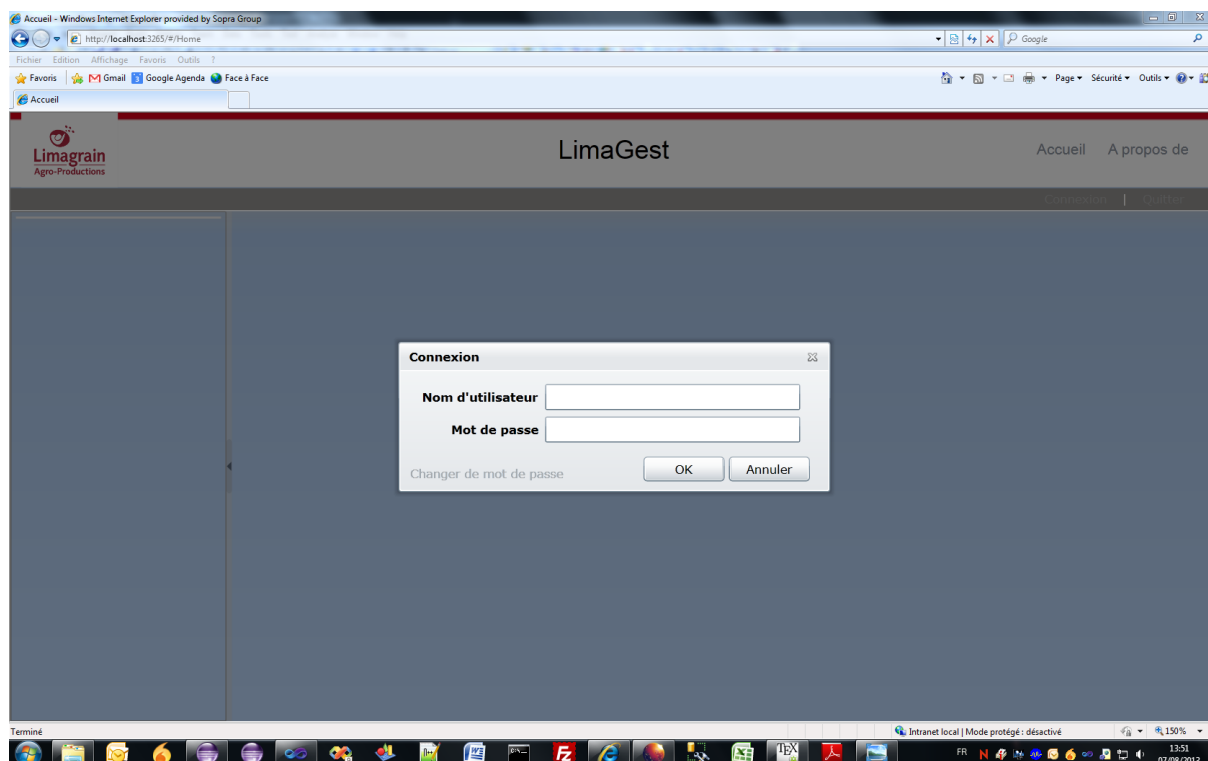 Accueil - Windows Internet Explorer provided by Sopra Group
http://localhost:3265/#/Home
Google
Fichier Edition Affichage Favoris Outils ?
Favoris Gmail Google Agenda Face à Face
Page Sécurité Outils
Accueil
Limagrain
Agro-Productions
LimaGest
Accueil A propos de
Connexion | Quitter
Connexion
Nom d'utilisateur
Mot de passe
Changer de mot de passe
OK Annuler
Terminé
Intranet local | Mode protégé : désactivé
150%
FR
13:51
07/08/2013